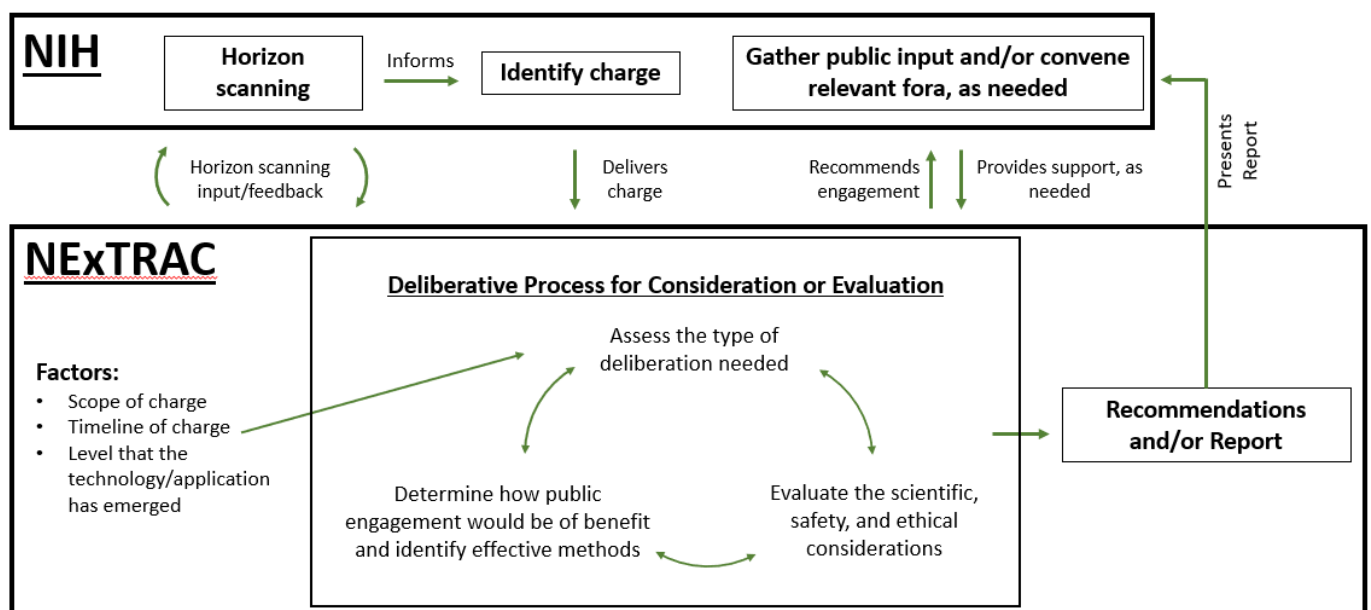 NIH
Horizon
scanning
Informs
Identify charge
Gather public input and/or convene
relevant fora, as needed
Horizon scanning
input/feedback
Delivers
charge
Recommends
engagement
Provides support, as
needed
Presents
Report
NExTRAC
Deliberative Process for Consideration or Evaluation
Assess the type of
deliberation needed
Factors:
• Scope of charge
• Timeline of charge
• Level that the
technology/application
has emerged
Determine how public
engagement would be of benefit
and identify effective methods
Evaluate the scientific,
safety, and ethical
considerations
Recommendations
and/or Report